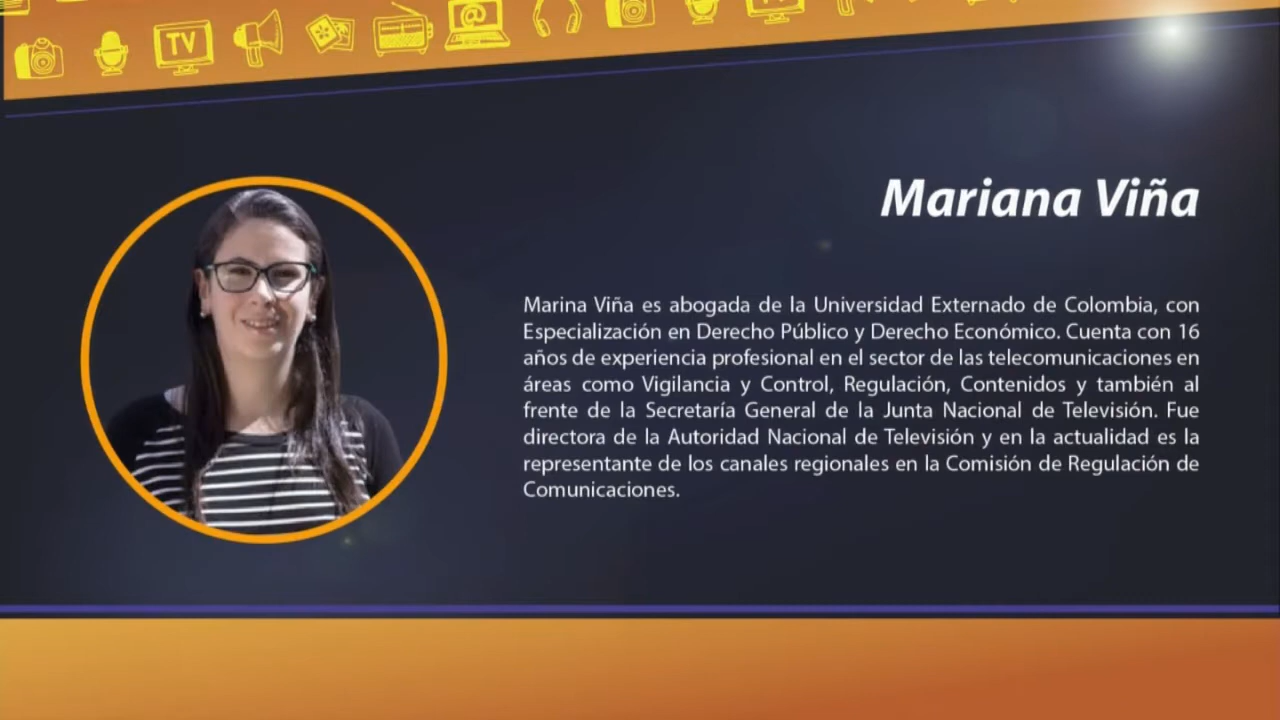 TV
@
Mariana Viña
Marina Viña es abogada de la Universidad Externado de Colombia, con
Especialización en Derecho Público y Derecho Económico. Cuenta con 16
años de experiencia profesional en el sector de las telecomunicaciones en
áreas como Vigilancia y Control, Regulación, Contenidos y también al
frente de la Secretaría General de la Junta Nacional de Televisión. Fue
directora de la Autoridad Nacional de Televisión y en la actualidad es la
representante de los canales regionales en la Comisión de Regulación de
Comunicaciones.